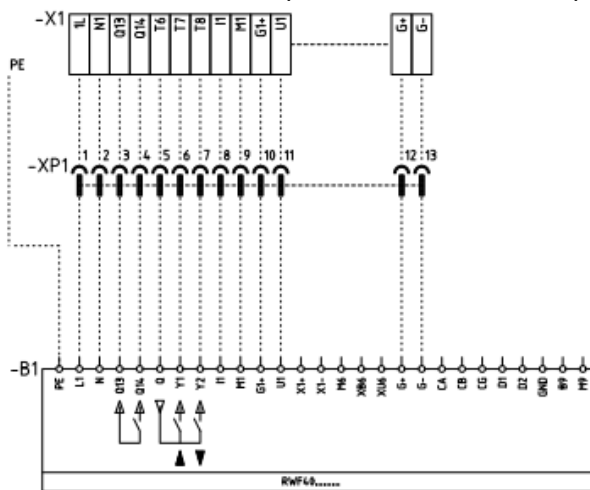 -X1
1L N1 Q13 Q14 T6 T7 T8 I1 M1 G1+ U1 G+ G-
PE
-XP1
1 2 3 4 5 6 7 8 9 10 11 12 13
-B1
PE L1 N Q13 Q14 Q Y1 Y2 I1 M1 G1+ U1 X1+ X1- M6 XB6 XU6 G+ G- CA CB CG D1 D2 GND B9 M9
RWF40......